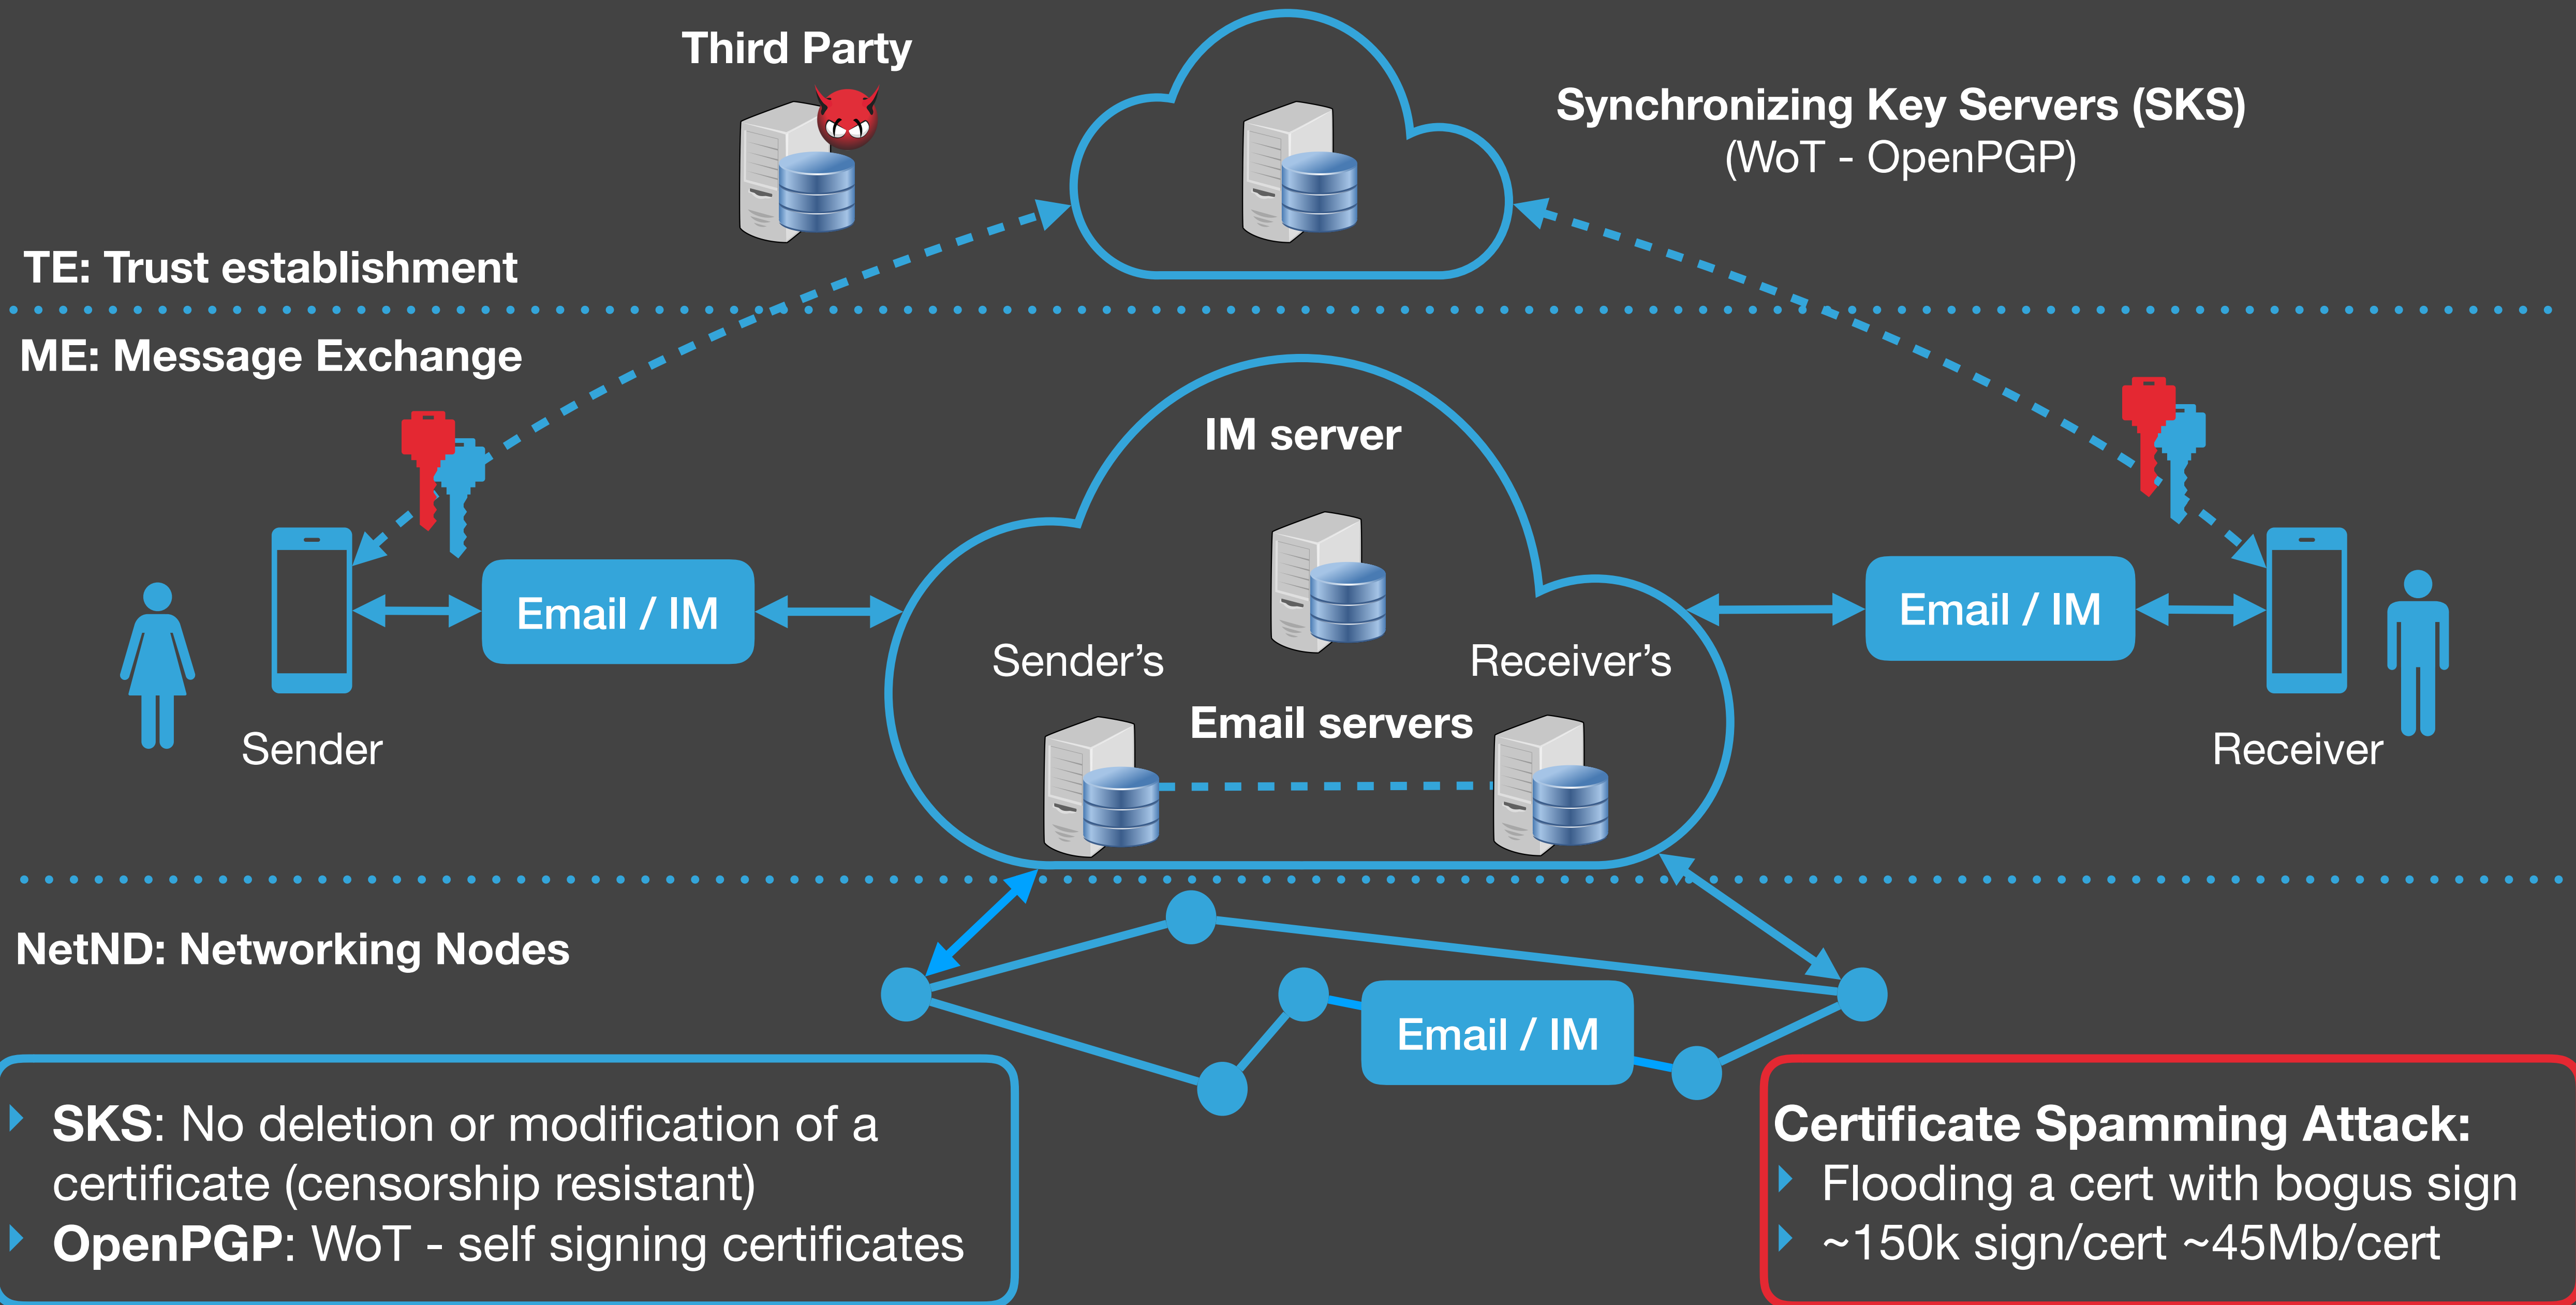 Third Party
Synchronizing Key Servers (SKS)
(WoT - OpenPGP)
TE: Trust establishment
ME: Message Exchange
IM server
Email / IM
Email / IM
Sender's
Receiver's
Email servers
Sender
Receiver
NetND: Networking Nodes
Email / IM
SKS: No deletion or modification of a
certificate (censorship resistant)
OpenPGP: WoT - self signing certificates
Certificate Spamming Attack:
Flooding a cert with bogus sign
~150k sign/cert ~45Mb/cert